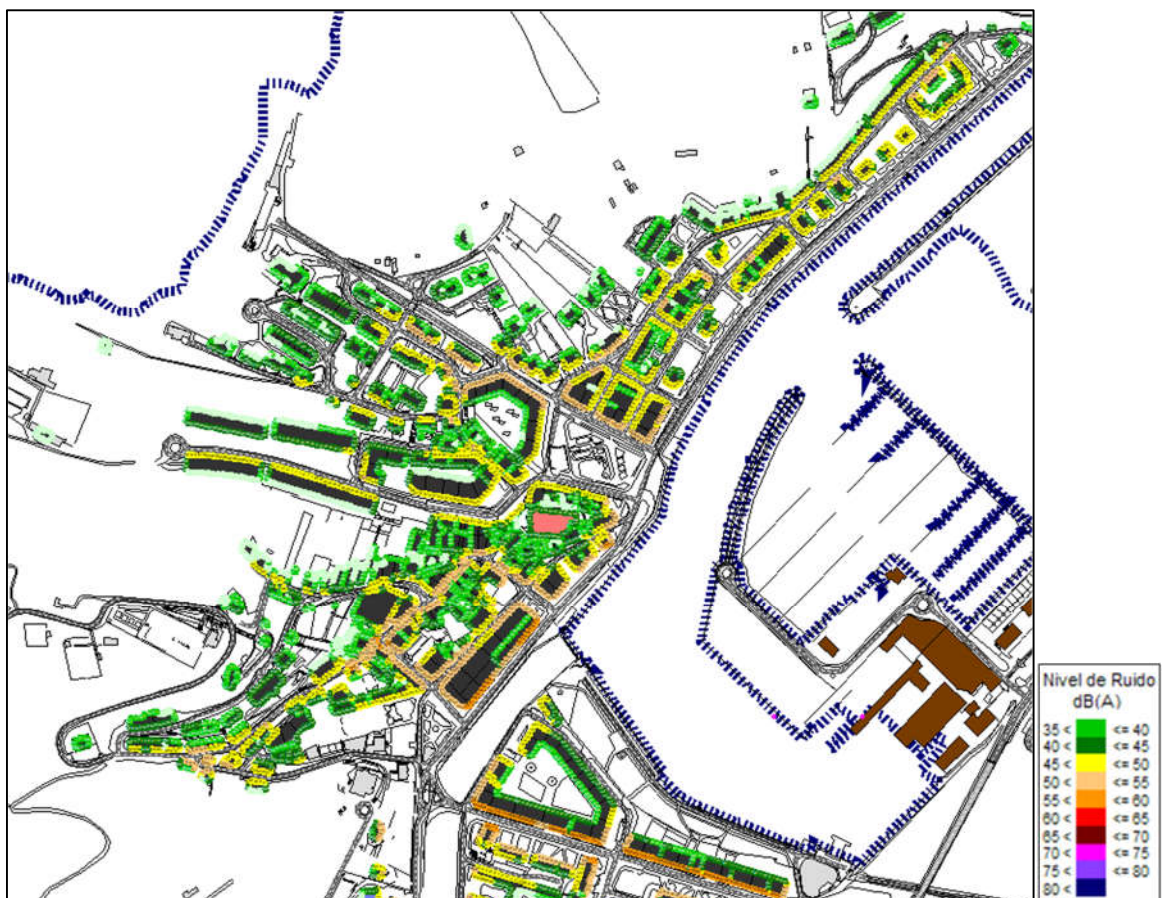 Nivel de Ruido
dB(A)
35 < <= 40
40 < <= 45
45 < <= 50
50 < <= 55
55 < <= 60
60 < <= 65
65 < <= 70
70 < <= 75
75 < <= 80
80 <